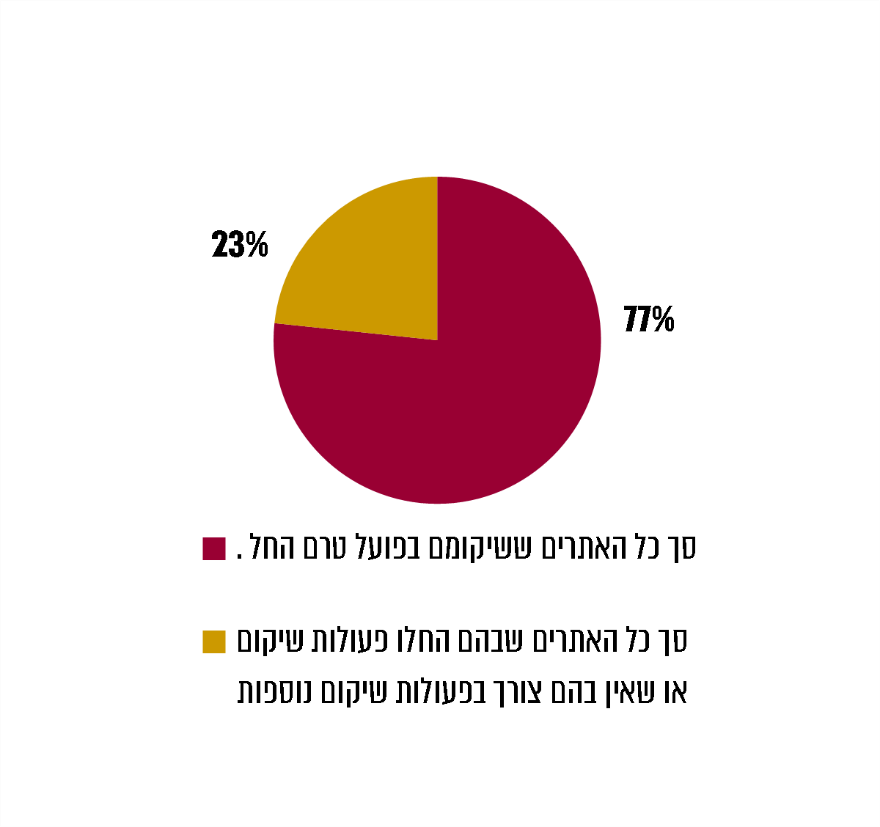 23%
77%
סך כל האתרים ששיקומם בפועל טרם החל .
סך כל האתרים שבהם החלו פעולות שיקום
או שאין בהם צורך בפעולות שיקום נוספות